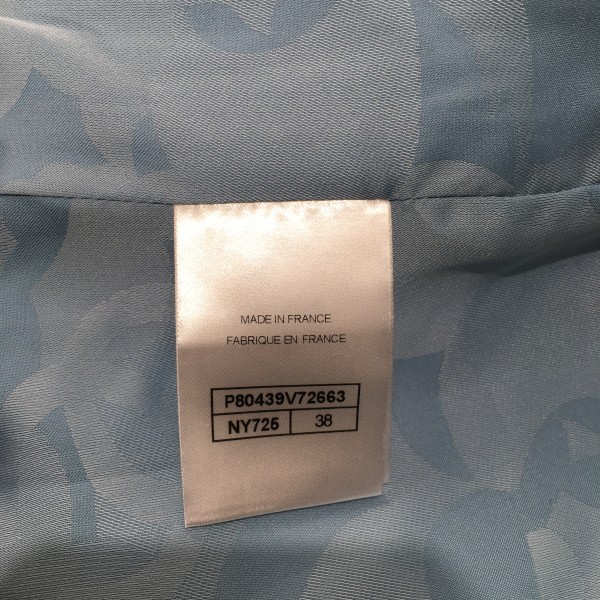 MADE IN FRANCE
FABRIQUE EN FRANCE
P80439V72663
NY725 38